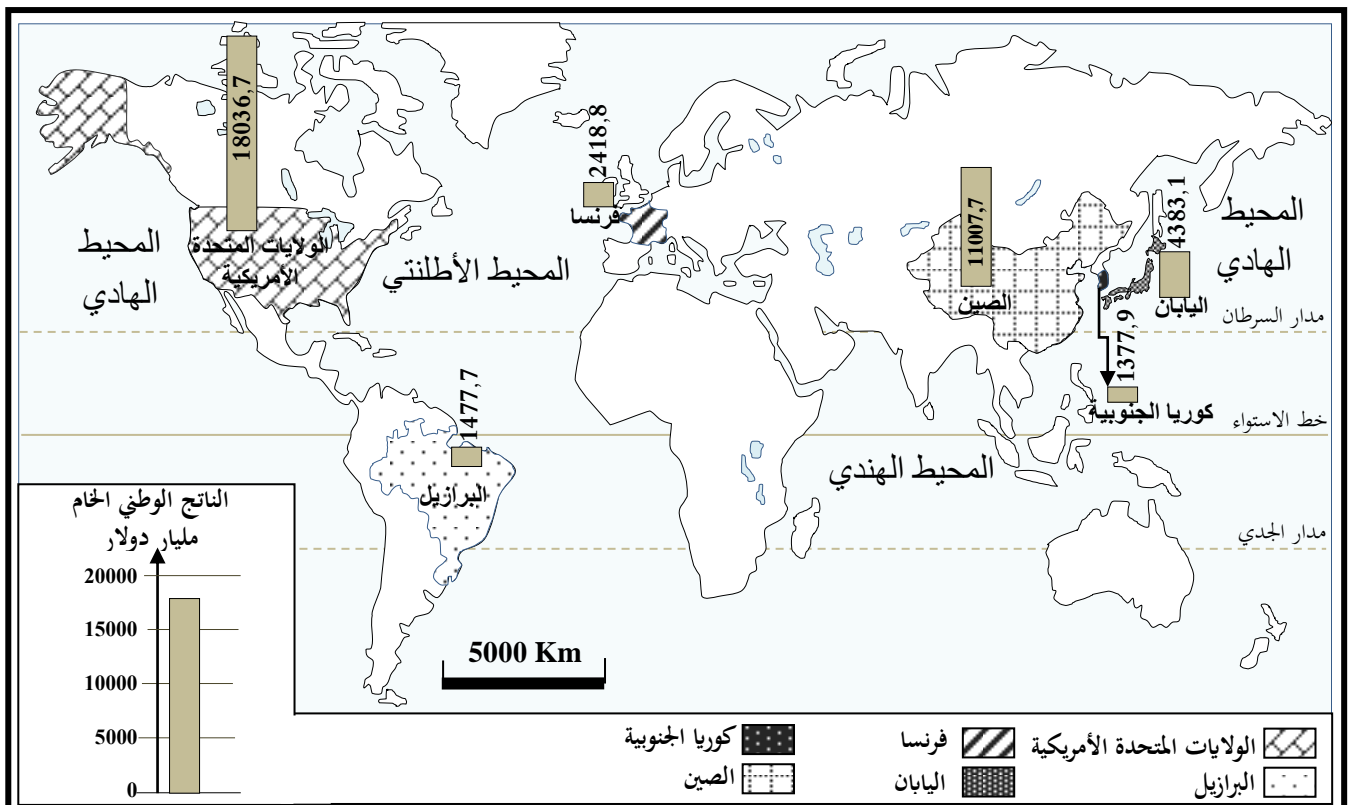 18036,7
2418,8
فرنسا
11007,7
4383,1
المحيط
الهادي
المحيط
الهادي
الولايات المتحدة
الأمريكية
المحيط الأطلنتي
الصين
اليابان
مدار السرطان
1377,9
كوريا الجنوبية
1477,7
خط الاستواء
المحيط الهندي
البرازيل
مدار الجدي
الناتج الوطني الخام
مليار دولار
20000
15000
10000
5000
0
5000 Km
الولايات المتحدة الأمريكية
فرنسا
كوريا الجنوبية
البرازيل
اليابان
الصين